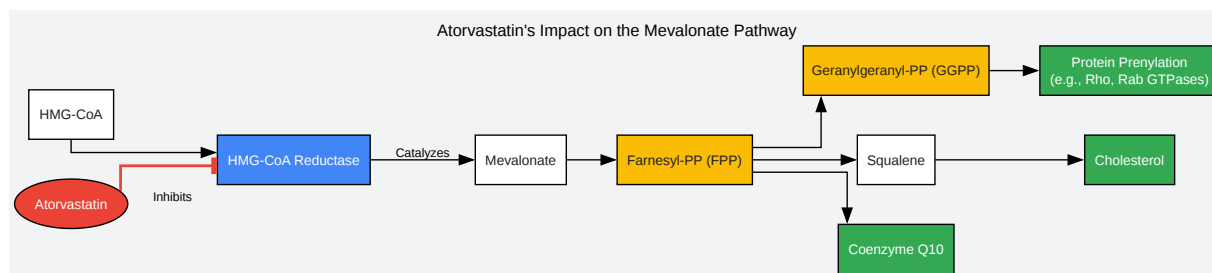 Atorvastatin's Impact on the Mevalonate Pathway
Geranylgeranyl-PP (GGPP)
Protein Prenylation
(e.g., Rho, Rab GTPases)
HMG-CoA
HMG-CoA Reductase
Catalyzes
Mevalonate
Farnesyl-PP (FPP)
Squalene
Cholesterol
Inhibits
Atorvastatin
Coenzyme Q10